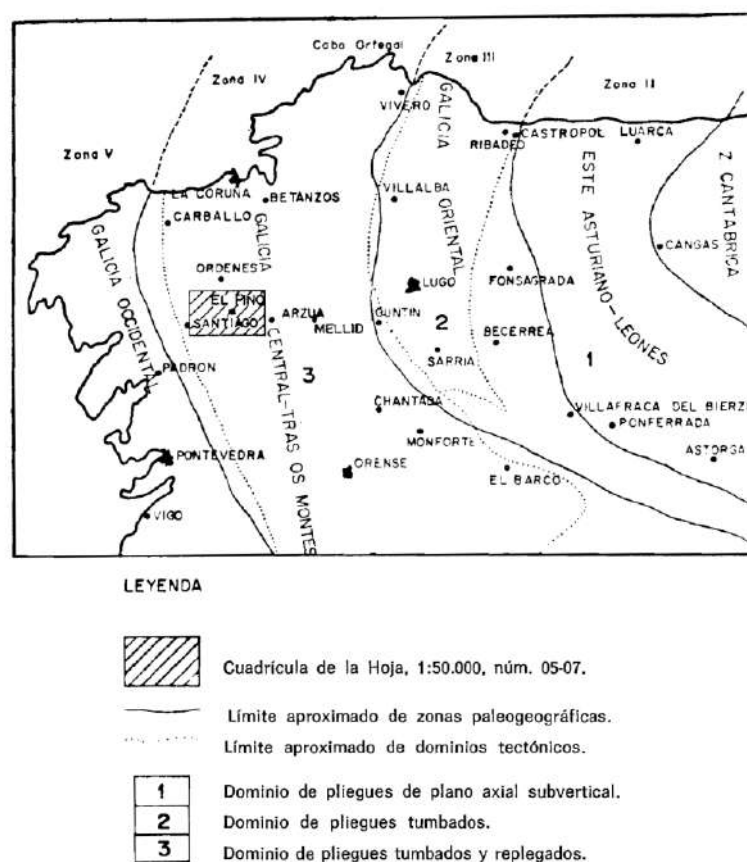 Cabo Ortegal
Zona III
Zona IV
Zona II
VIVERO
GALICIA
RIBADEO
CASTROPOL
LUARCA
Zona V
LA CORUÑA
BETANZOS
VILLALBA
ESTE ASTURIANO-LEONES
Z CANTABRICA
CARBALLO
GALICIA
ORIENTAL
CANGAS
GALICIA OCCIDENTAL
ORDENES
LUGO
FONSAGRADA
EL PINO
SANTIAGO
ARZUA
MELLID
GUNTIN
2
BECERREA
CENTRAL-TRAS OS MONTES
SARRIA
PADRON
3
1
CHANTADA
VILLAFRACA DEL BIERZ
MONFORTE
PONFERRADA
PONTEVEDRA
ORENSE
EL BARCO
ASTORGA
VIGO
LEYENDA
Cuadrícula de la Hoja, 1:50.000, núm. 05-07.
Límite aproximado de zonas paleogeográficas.
Límite aproximado de dominios tectónicos.
1 Dominio de pliegues de plano axial subvertical.
2 Dominio de pliegues tumbados.
3 Dominio de pliegues tumbados y replegados.